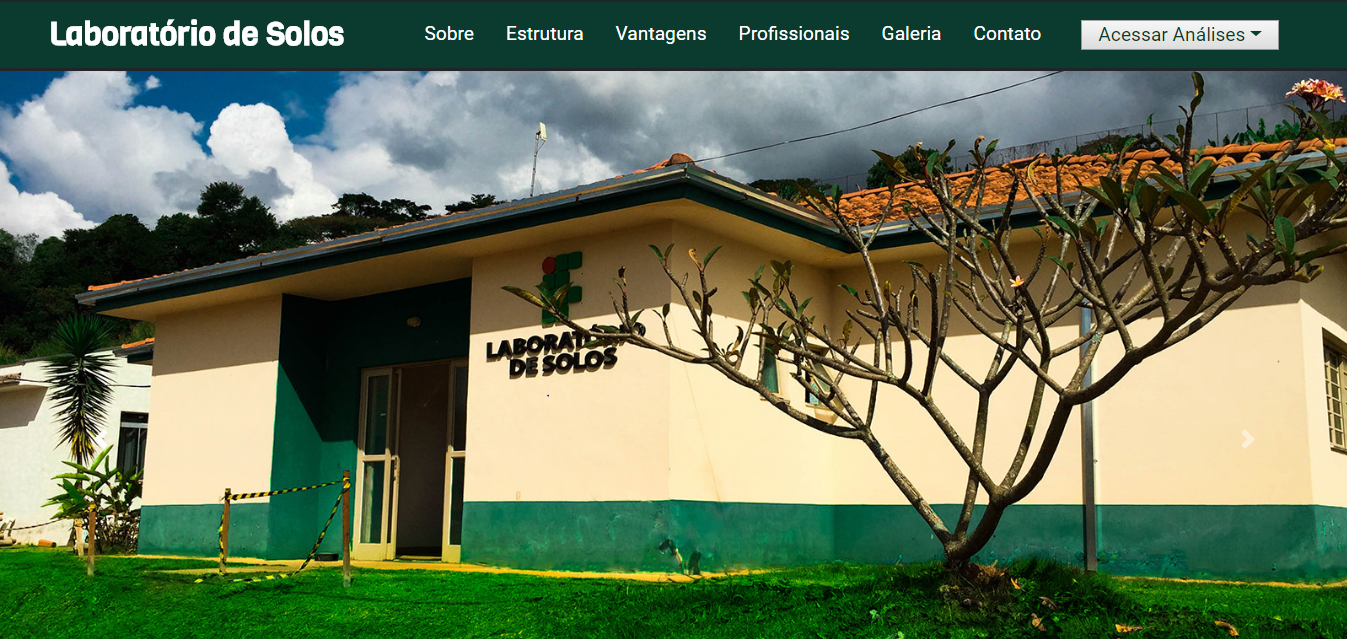 Laboratório de Solos
Sobre
Estrutura
Vantagens
Profissionais
Galeria
Contato
Acessar Análises
LABORATÓRIO
DE SOLOS